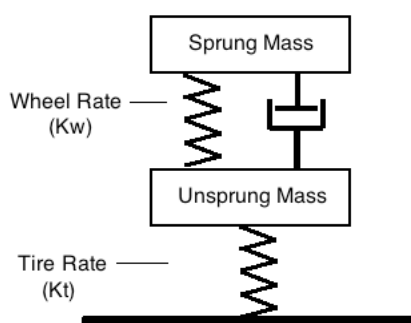 Sprung Mass
Wheel Rate
(Kw)
Unsprung Mass
Tire Rate
(Kt)